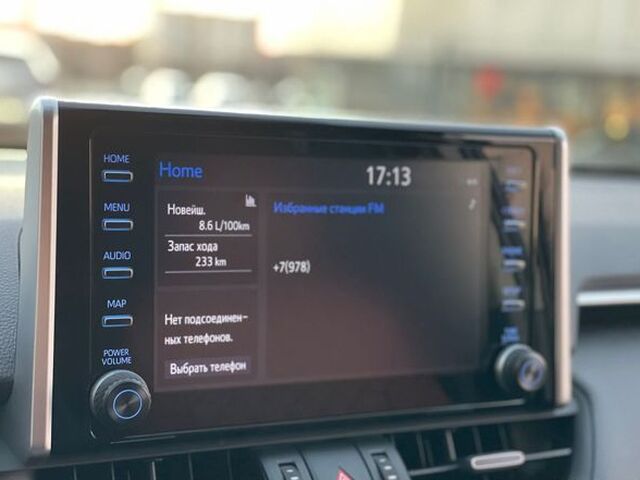 HOME
MENU
AUDIO
MAP
POWER
VOLUME
Home
17:13
Новейш.
8.6 L/100km
Запас хода
233 km
Нет подсоединен-
ных телефонов.
Выбрать телефон
Избранные станции FM
+7(978)